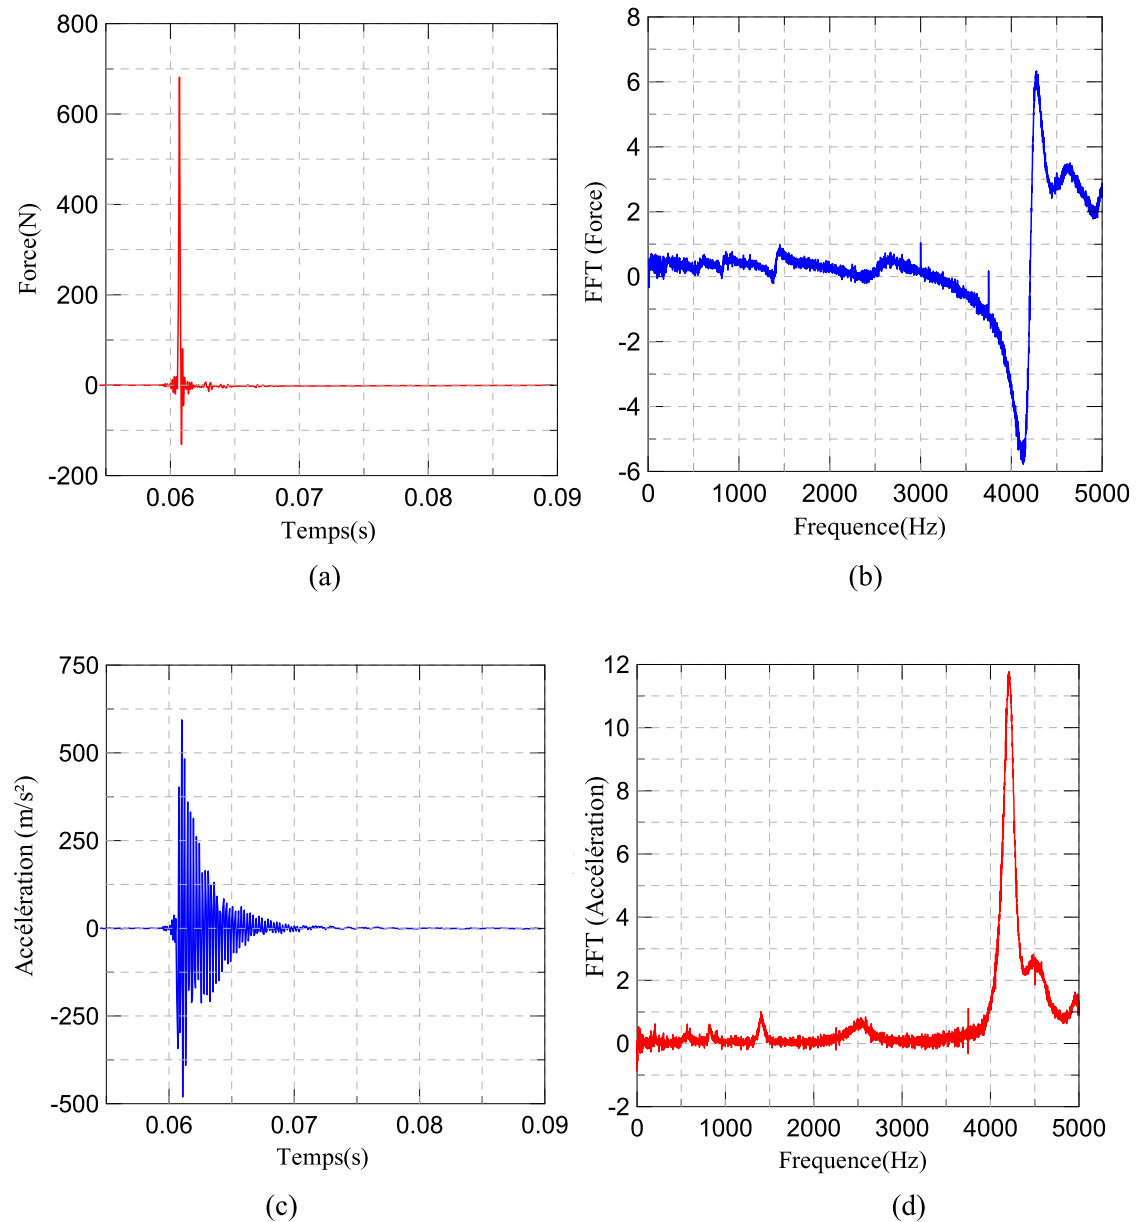 800
600
400
200
0
-200
Force(N)
0.06 0.07 0.08 0.09
Temps(s)
(a)
8
6
4
2
0
-2
-4
-6
FFT (Force)
0 1000 2000 3000 4000 5000
Frequence(Hz)
(b)
750
500
250
0
-250
-500
Accélération (m/s²)
0.06 0.07 0.08 0.09
Temps(s)
(c)
12
10
8
6
4
2
0
-2
FFT (Accélération)
0 1000 2000 3000 4000 5000
Frequence(Hz)
(d)